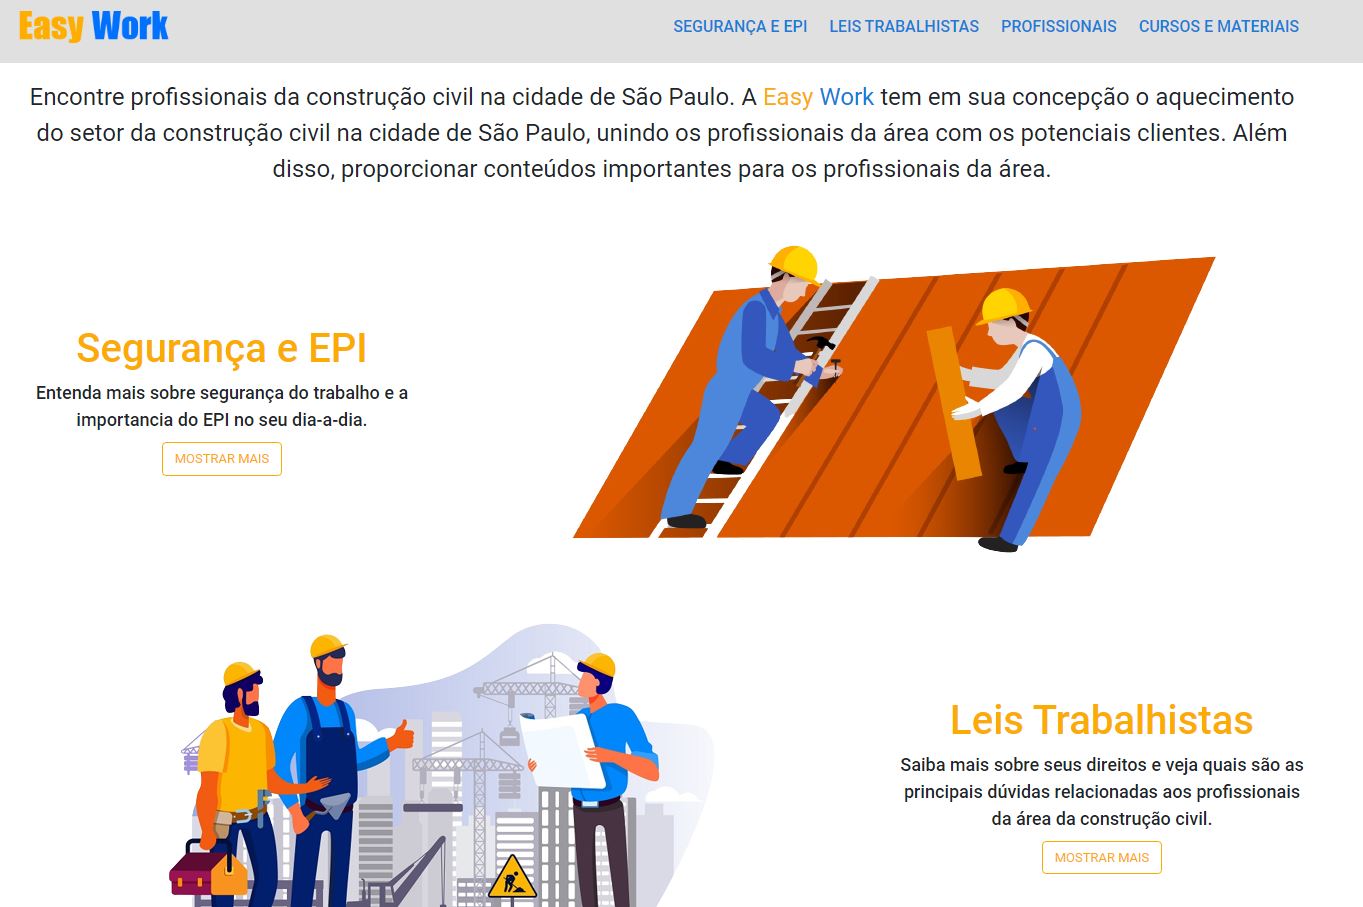 Easy Work
SEGURANÇA E EPI
LEIS TRABALHISTAS
PROFISSIONAIS
CURSOS E MATERIAIS
Encontre profissionais da construção civil na cidade de São Paulo. A Easy Work tem em sua concepção o aquecimento
do setor da construção civil na cidade de São Paulo, unindo os profissionais da área com os potenciais clientes. Além
disso, proporcionar conteúdos importantes para os profissionais da área.
Segurança e EPI
Entenda mais sobre segurança do trabalho e a
importancia do EPI no seu dia-a-dia.
MOSTRAR MAIS
Leis Trabalhistas
Saiba mais sobre seus direitos e veja quais são as
principais dúvidas relacionadas aos profissionais
da área da construção civil.
MOSTRAR MAIS